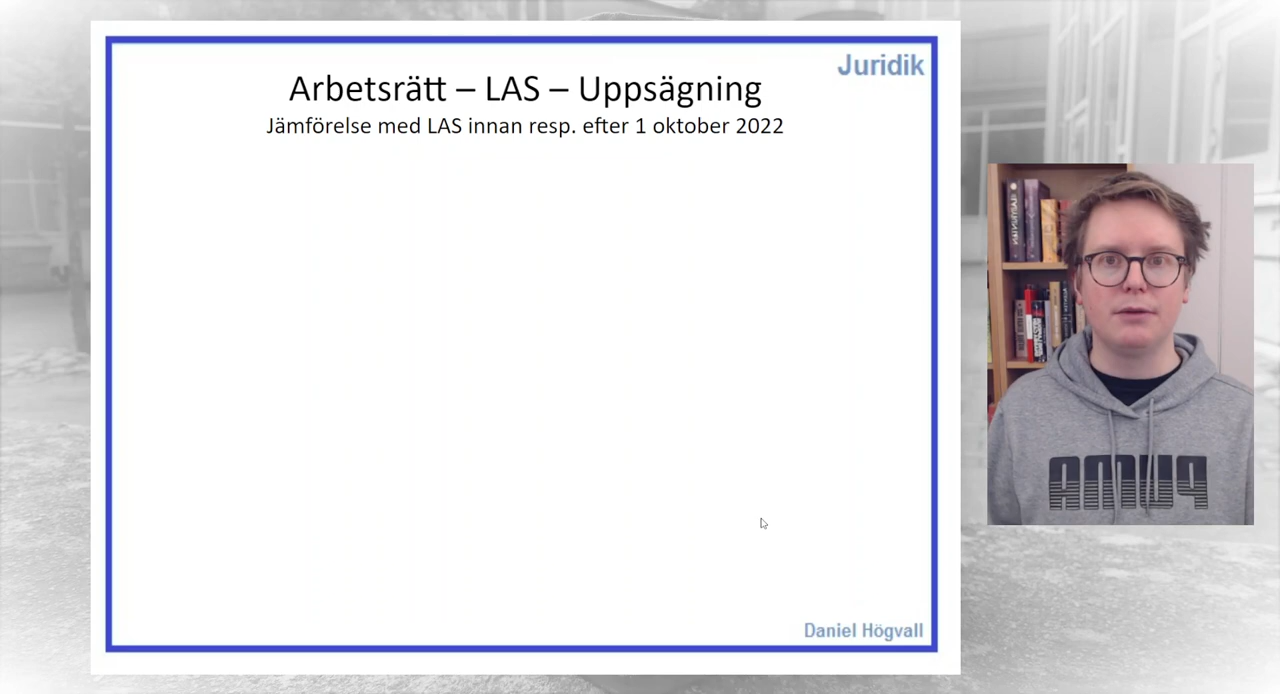 Juridik
Arbetsrätt – LAS – Uppsägning
Jämförelse med LAS innan resp. efter 1 oktober 2022
Daniel Högvall